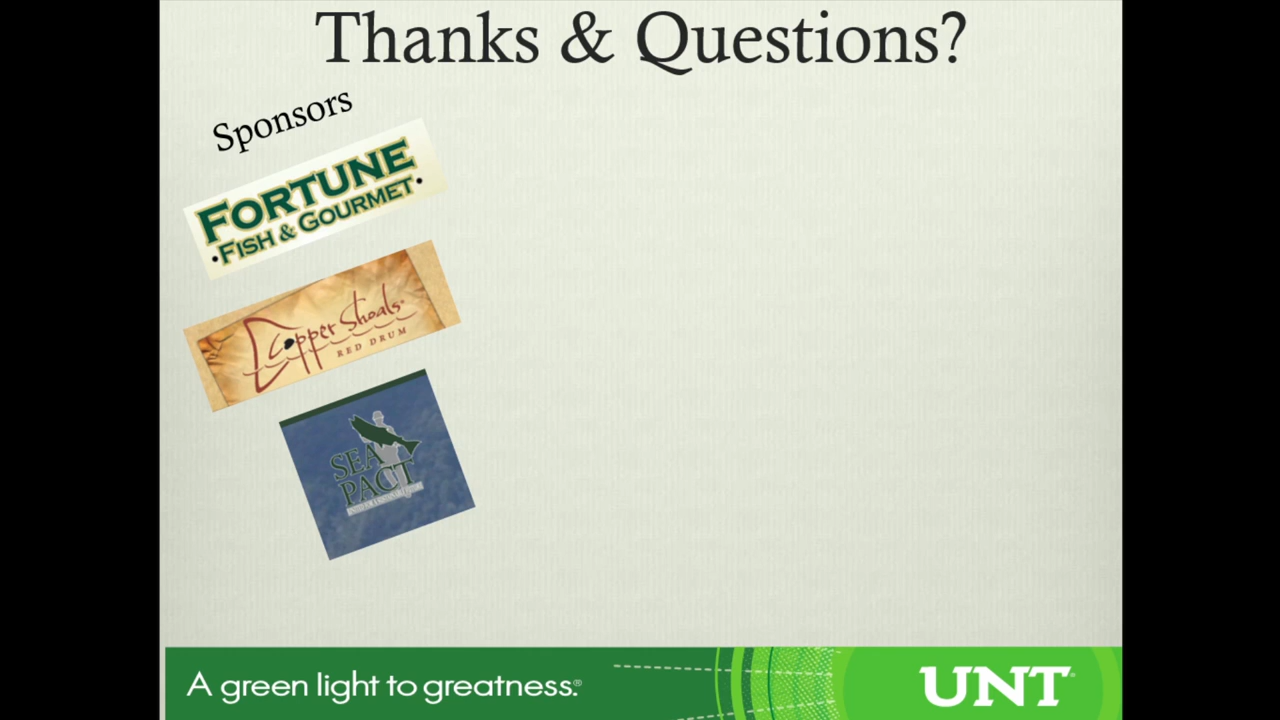 Thanks & Questions?
Sponsors
FORTUNE
•FISH & GOURMET•
Copper Shoals®
RED DRUM
SEA
PACT
A green light to greatness.®
UNT